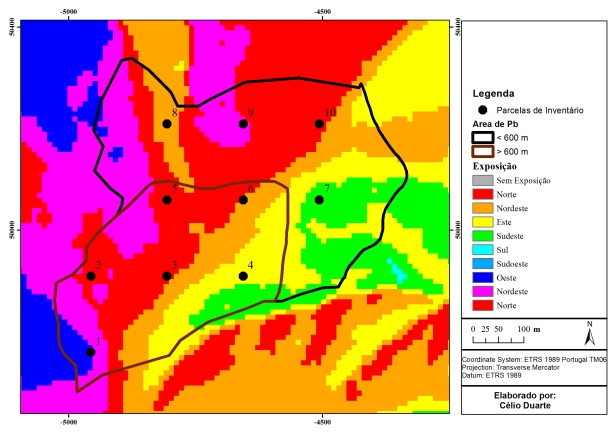 -5000
-4500
50400
50400
8
9
10
5
6
7
2
3
4
1
50000
50000
-5000
-4500
Legenda
Parcelas de Inventário
Area de Pb
< 600 m
> 600 m
Exposição
Sem Exposição
Norte
Nordeste
Este
Sudeste
Sul
Sudoeste
Oeste
Nordeste
Norte
0 25 50 100 m
N
Coordinate System: ETRS 1989 Portugal TM06
Projection: Transverse Mercator
Datum: ETRS 1989
Elaborado por:
Célio Duarte